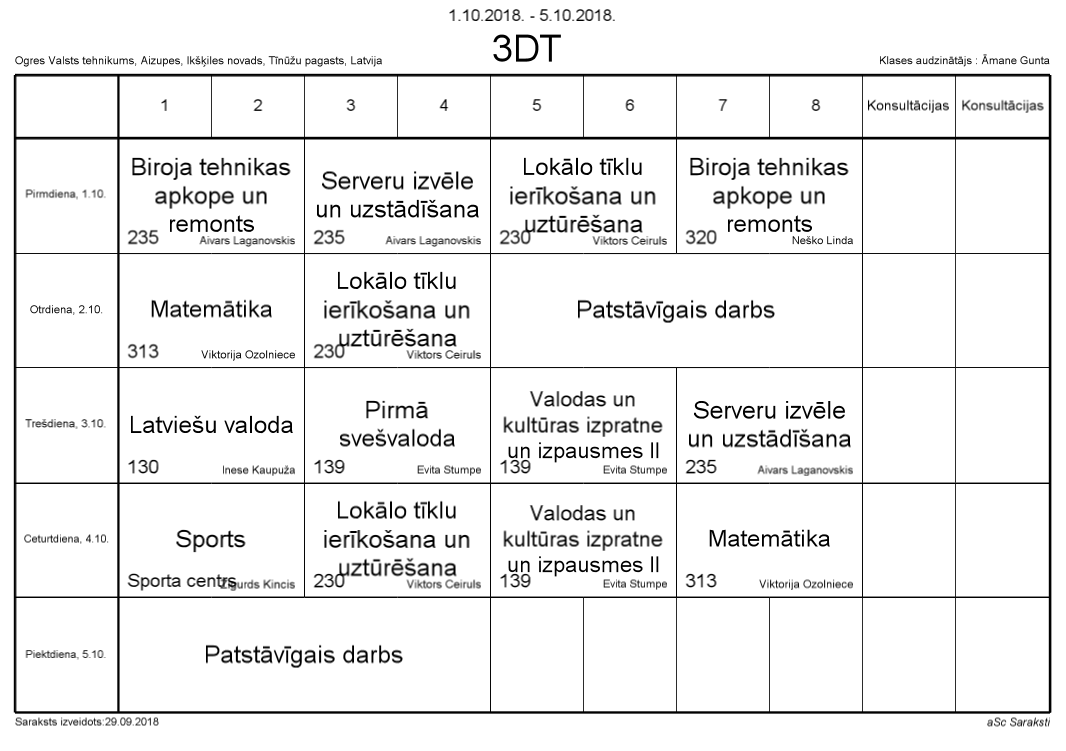 1.10.2018. - 5.10.2018.
3DT
Ogres Valsts tehnikums, Aizupes, Ikšķiles novads, Tīnūžu pagasts, Latvija
Klases audzinātājs : Āmane Gunta
1 2 3 4 5 6 7 8 Konsultācijas Konsultācijas
Pirmdiena, 1.10.
Biroja tehnikas
apkope un
remonts
235 Aivars Laganovskis
Serveru izvēle
un uzstādīšana
235 Aivars Laganovskis
Lokālo tīklu
ierīkošana un
uztūrēšana
230 Viktors Ceiruls
Biroja tehnikas
apkope un
remonts
320 Neško Linda
Otrdiena, 2.10.
Matemātika
313 Viktorija Ozolniece
Lokālo tīklu
ierīkošana un
uztūrēšana
230 Viktors Ceiruls
Patstāvīgais darbs
Trešdiena, 3.10.
Latviešu valoda
130 Inese Kaupuža
Pirmā
svešvaloda
139 Evita Stumpe
Valodas un
kultūras izpratne
un izpausmes II
139 Evita Stumpe
Serveru izvēle
un uzstādīšana
235 Aivars Laganovskis
Ceturtdiena, 4.10.
Sports
Sporta centrs Zigurds Kincis
Lokālo tīklu
ierīkošana un
uztūrēšana
230 Viktors Ceiruls
Valodas un
kultūras izpratne
un izpausmes II
139 Evita Stumpe
Matemātika
313 Viktorija Ozolniece
Piektdiena, 5.10.
Patstāvīgais darbs
Saraksts izveidots:29.09.2018
aSc Saraksti